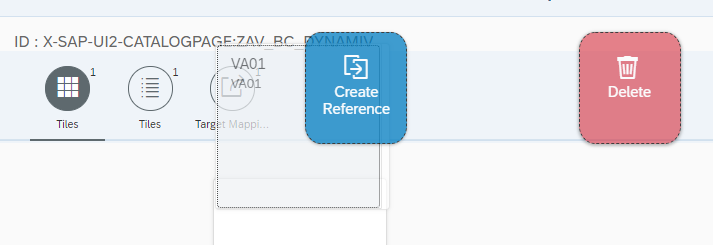 ID : X-SAP-UI2-CATALOGPAGE:ZAV_BC_DYNAMIV
VA01
VA01
1
1
1
Tiles
Tiles
Target Mappi...
Create
Reference
Delete